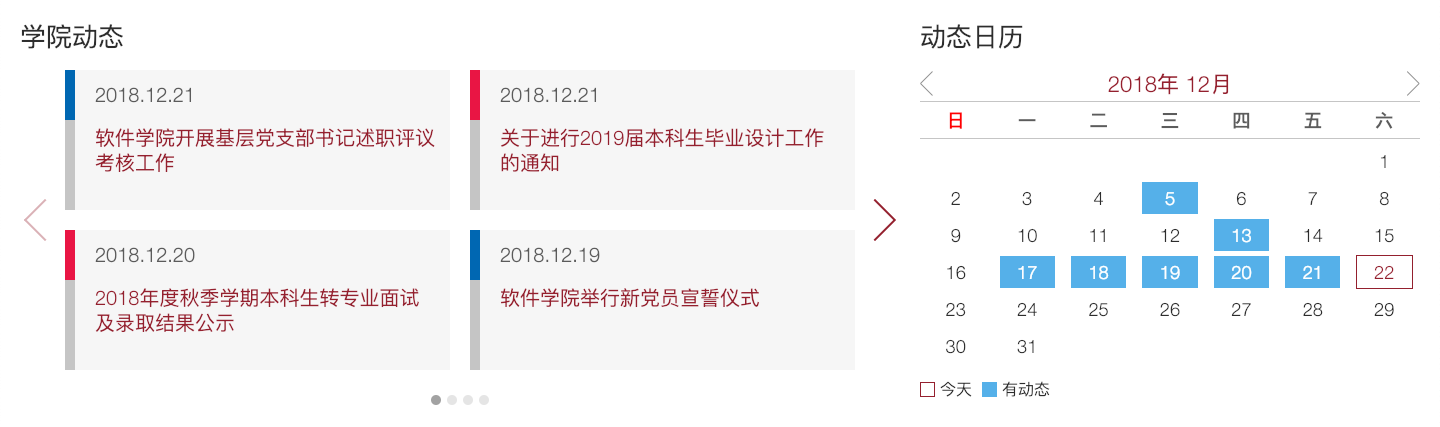 学院动态
2018.12.21
软件学院开展基层党支部书记述职评议
考核工作
2018.12.21
关于进行2019届本科生毕业设计工作
的通知
2018.12.20
2018年度秋季学期本科生转专业面试
及录取结果公示
2018.12.19
软件学院举行新党员宣誓仪式
动态日历
2018年 12月
日 一 二 三 四 五 六
1
2 3 4 5 6 7 8
9 10 11 12 13 14 15
16 17 18 19 20 21 22
23 24 25 26 27 28 29
30 31
今天 有动态